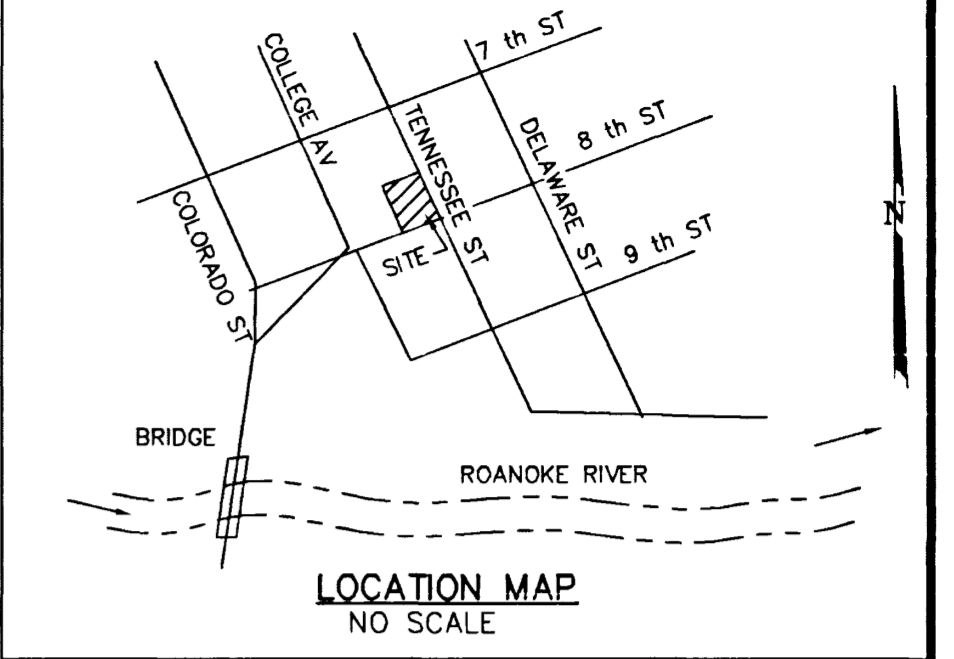 7 th ST
COLLEGE AV
TENNESSEE ST
8 th ST
DELAWARE ST
COLORADO ST
N
9 th ST
SITE
BRIDGE
ROANOKE RIVER
LOCATION MAP
NO SCALE